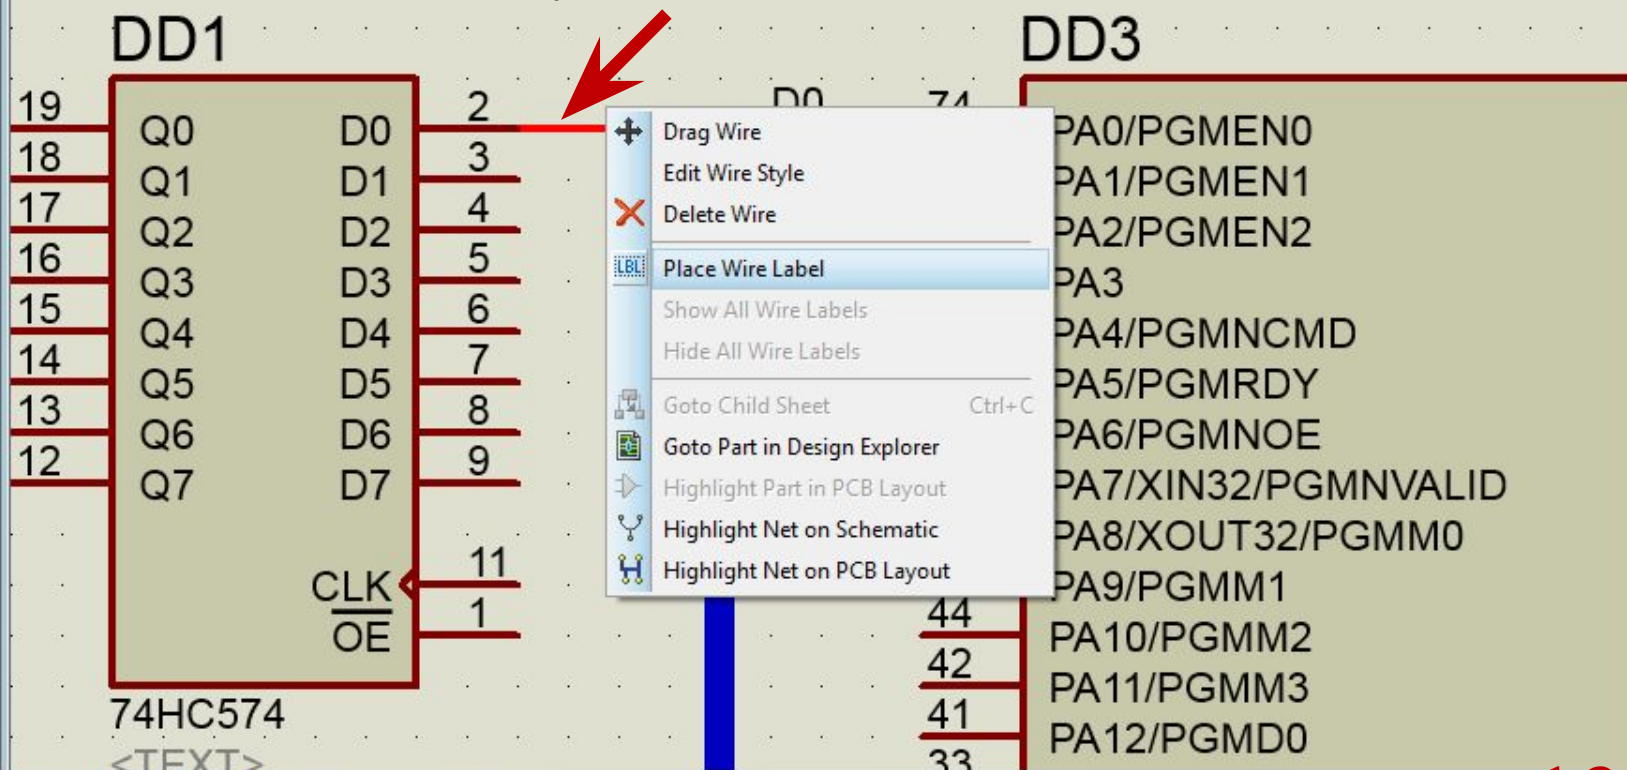 DD1
DD3
19 Q0 D0 2
18 Q1 D1 3
17 Q2 D2 4
16 Q3 D3 5
15 Q4 D4 6
14 Q5 D5 7
13 Q6 D6 8
12 Q7 D7 9
CLK 11
OE 1
74HC574
<TEXT>
D0
74
Drag Wire
Edit Wire Style
Delete Wire
LBL Place Wire Label
Show All Wire Labels
Hide All Wire Labels
Goto Child Sheet Ctrl+C
Goto Part in Design Explorer
Highlight Part in PCB Layout
Highlight Net on Schematic
Highlight Net on PCB Layout
PA0/PGMEN0
PA1/PGMEN1
PA2/PGMEN2
PA3
PA4/PGMNCMD
PA5/PGMRDY
PA6/PGMNOE
PA7/XIN32/PGMNVALID
PA8/XOUT32/PGMM0
PA9/PGMM1
44 PA10/PGMM2
42 PA11/PGMM3
41 PA12/PGMD0
33